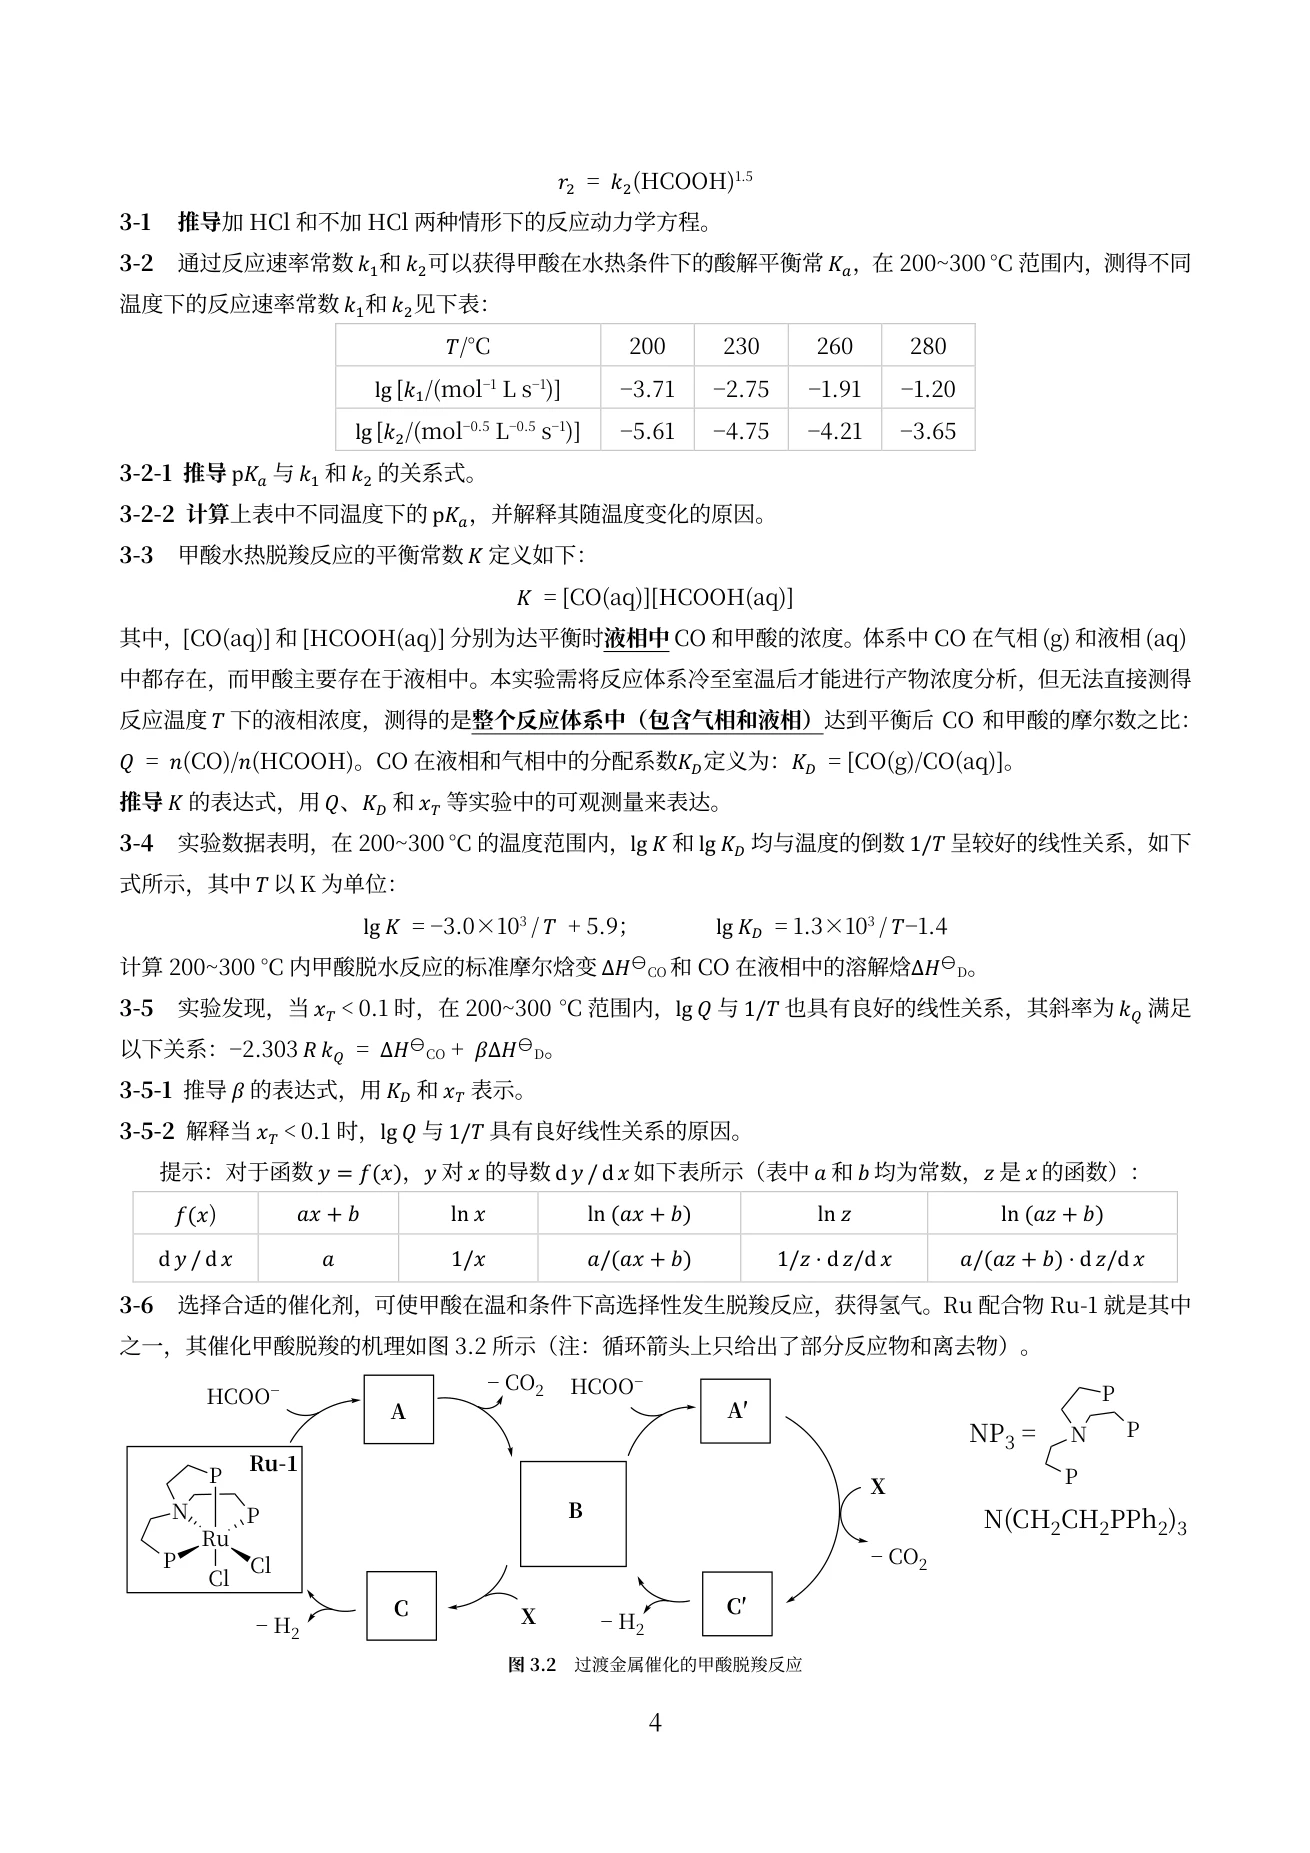 r₂ = k₂(HCOOH)¹·⁵
3-1 推导加 HCl 和不加 HCl 两种情形下的反应动力学方程。
3-2 通过反应速率常数 k₁和 k₂可以获得甲酸在水热条件下的酸解平衡常 Kₐ，在 200~300 °C 范围内，测得不同
温度下的反应速率常数 k₁和 k₂见下表：
T/°C 200 230 260 280
lg [k₁/(mol⁻¹ L s⁻¹)] −3.71 −2.75 −1.91 −1.20
lg [k₂/(mol⁻⁰·⁵ L⁻⁰·⁵ s⁻¹)] −5.61 −4.75 −4.21 −3.65
3-2-1 推导 pKₐ 与 k₁ 和 k₂ 的关系式。
3-2-2 计算上表中不同温度下的 pKₐ，并解释其随温度变化的原因。
3-3 甲酸水热脱羧反应的平衡常数 K 定义如下：
K = [CO(aq)][HCOOH(aq)]
其中，[CO(aq)] 和 [HCOOH(aq)] 分别为达平衡时液相中 CO 和甲酸的浓度。体系中 CO 在气相 (g) 和液相 (aq)
中都存在，而甲酸主要存在于液相中。本实验需将反应体系冷至室温后才能进行产物浓度分析，但无法直接测得
反应温度 T 下的液相浓度，测得的是整个反应体系中（包含气相和液相）达到平衡后 CO 和甲酸的摩尔数之比：
Q = n(CO)/n(HCOOH)。CO 在液相和气相中的分配系数K_D定义为：K_D = [CO(g)/CO(aq)]。
推导 K 的表达式，用 Q、K_D 和 x_T 等实验中的可观测量来表达。
3-4 实验数据表明，在 200~300 °C 的温度范围内，lg K 和 lg K_D 均与温度的倒数 1/T 呈较好的线性关系，如下
式所示，其中 T 以 K 为单位：
lg K = −3.0×10³ / T + 5.9； lg K_D = 1.3×10³ / T−1.4
计算 200~300 °C 内甲酸脱水反应的标准摩尔焓变 ΔH⊖_CO 和 CO 在液相中的溶解焓ΔH⊖_D。
3-5 实验发现，当 x_T < 0.1 时，在 200~300 °C 范围内，lg Q 与 1/T 也具有良好的线性关系，其斜率为 k_Q 满足
以下关系：−2.303 R k_Q = ΔH⊖_CO + βΔH⊖_D。
3-5-1 推导 β 的表达式，用 K_D 和 x_T 表示。
3-5-2 解释当 x_T < 0.1 时，lg Q 与 1/T 具有良好线性关系的原因。
提示：对于函数 y = f(x)，y 对 x 的导数 d y / d x 如下表所示（表中 a 和 b 均为常数，z 是 x 的函数）：
f(x) ax + b ln x ln (ax + b) ln z ln (az + b)
d y / d x a 1/x a/(ax + b) 1/z · d z/d x a/(az + b) · d z/d x
3-6 选择合适的催化剂，可使甲酸在温和条件下高选择性发生脱羧反应，获得氢气。Ru 配合物 Ru-1 就是其中
之一，其催化甲酸脱羧的机理如图 3.2 所示（注：循环箭头上只给出了部分反应物和离去物）。
HCOO⁻
A
− CO₂
HCOO⁻
A′
NP₃ =
P
P
N
P
N(CH₂CH₂PPh₂)₃
Ru-1
P
N
P
Ru
P
Cl
Cl
B
X
− CO₂
C
− H₂
X
− H₂
C′
图 3.2 过渡金属催化的甲酸脱羧反应
4